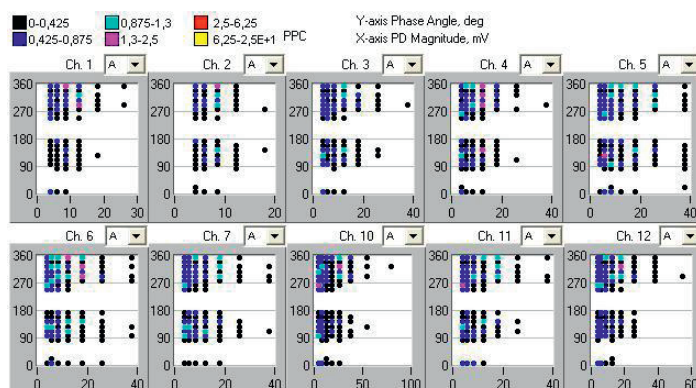 0-0,425 0,875-1,3 2,5-6,25 Y-axis Phase Angle, deg
0,425-0,875 1,3-2,5 6,25-2,5E+1 PPC X-axis PD Magnitude, mV
Ch. 1 A Ch. 2 A Ch. 3 A Ch. 4 A Ch. 5 A
360 360 360 360 360
270 270 270 270 270
180 180 180 180 180
90 90 90 90 90
0 0 0 0 0
0 10 20 30 0 10 20 0 20 40 0 20 40 0 20 40
Ch. 6 A Ch. 7 A Ch. 10 A Ch. 11 A Ch. 12 A
360 360 360 360 360
270 270 270 270 270
180 180 180 180 180
90 90 90 90 90
0 0 0 0 0
0 20 40 0 20 40 0 50 100 0 20 40 0 20 40 60